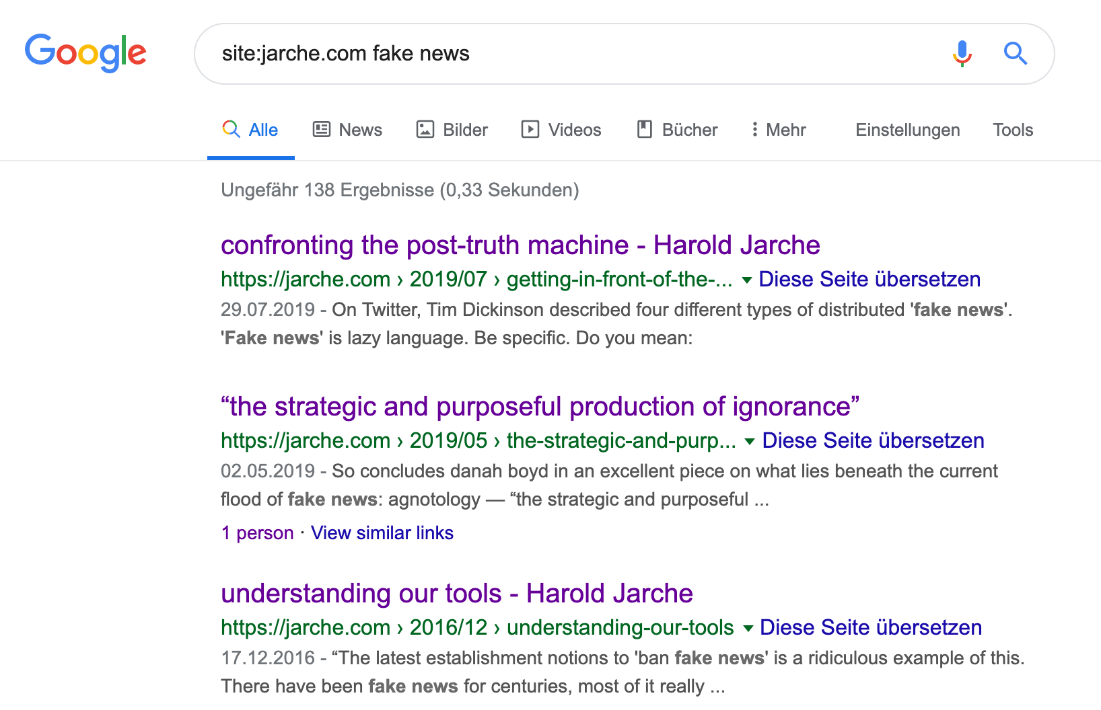 Google
site:jarche.com fake news
Alle News Bilder Videos Bücher Mehr Einstellungen Tools
Ungefähr 138 Ergebnisse (0,33 Sekunden)
confronting the post-truth machine - Harold Jarche
https://jarche.com › 2019/07 › getting-in-front-of-the-... Diese Seite übersetzen
29.07.2019 - On Twitter, Tim Dickinson described four different types of distributed 'fake news'.
'Fake news' is lazy language. Be specific. Do you mean:
“the strategic and purposeful production of ignorance”
https://jarche.com › 2019/05 › the-strategic-and-purp... Diese Seite übersetzen
02.05.2019 - So concludes danah boyd in an excellent piece on what lies beneath the current
flood of fake news: agnotology — “the strategic and purposeful ...
1 person · View similar links
understanding our tools - Harold Jarche
https://jarche.com › 2016/12 › understanding-our-tools Diese Seite übersetzen
17.12.2016 - “The latest establishment notions to 'ban fake news' is a ridiculous example of this.
There have been fake news for centuries, most of it really ...